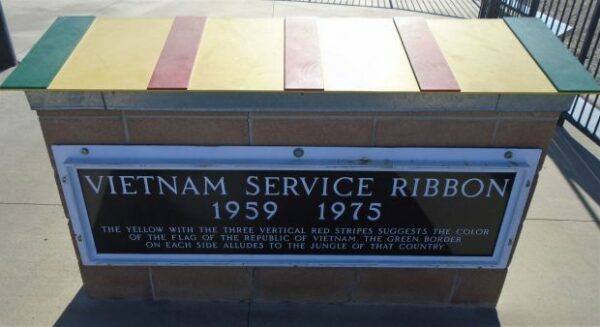 VIETNAM SERVICE RIBBON
1959 1975
THE YELLOW WITH THE THREE VERTICAL RED STRIPES SUGGESTS THE COLOR
OF THE FLAG OF THE REPUBLIC OF VIETNAM. THE GREEN BORDER
ON EACH SIDE ALLUDES TO THE JUNGLE OF THAT COUNTRY